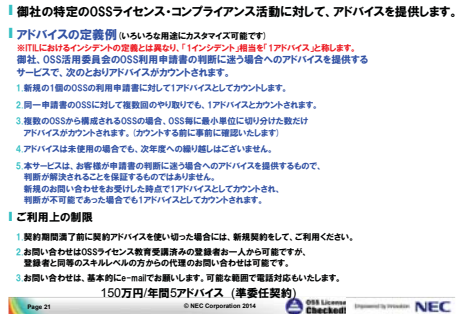 御社の特定のOSSライセンス・コンプライアンス活動に対して、アドバイスを提供します。
アドバイスの定義例(いろいろな用途にカスタマイズ可能です)
※ITILにおけるインシデントの定義とは異なり、「1インシデント」相当を「1アドバイス」と称します。
御社、OSS活用委員会のOSS利用申請書の判断に迷う場合へのアドバイスを提供する
サービスで、次のとおりアドバイスがカウントされます。
1.新規の1個のOSSの利用申請書に対して1アドバイスとしてカウントします。
2.同一申請書のOSSに対して複数回のやり取りでも、1アドバイスとカウントされます。
3.複数のOSSから構成されるOSSの場合、OSS毎に最小単位に切り分けた数だけ
アドバイスがカウントされます。(カウントする前に事前に確認いたします)
4.アドバイスは未使用の場合でも、次年度への繰り越しはございません。
5.本サービスは、お客様が申請書の判断に迷う場合へのアドバイスを提供するもので、
判断が解決されることを保証するものではありません。
新規のお問い合わせをお受けした時点で1アドバイスとしてカウントされ、
判断が不可能であった場合でも1アドバイスとしてカウントされます。
ご利用上の制限
1.契約期間満了前に契約アドバイスを使い切った場合には、新規契約をして、ご利用ください。
2.お問い合わせはOSSライセンス教育受講済みの登録者お一人から可能ですが、
登録者と同等のスキルレベルの方からの代理のお問い合わせは可能です。
3.お問い合わせは、基本的にe-mailでお願いします。可能な範囲で電話対応もいたします。
150万円/年間5アドバイス (準委任契約)
Page 21
© NEC Corporation 2014
OSS License
Checked!
Empowered by Innovation
NEC